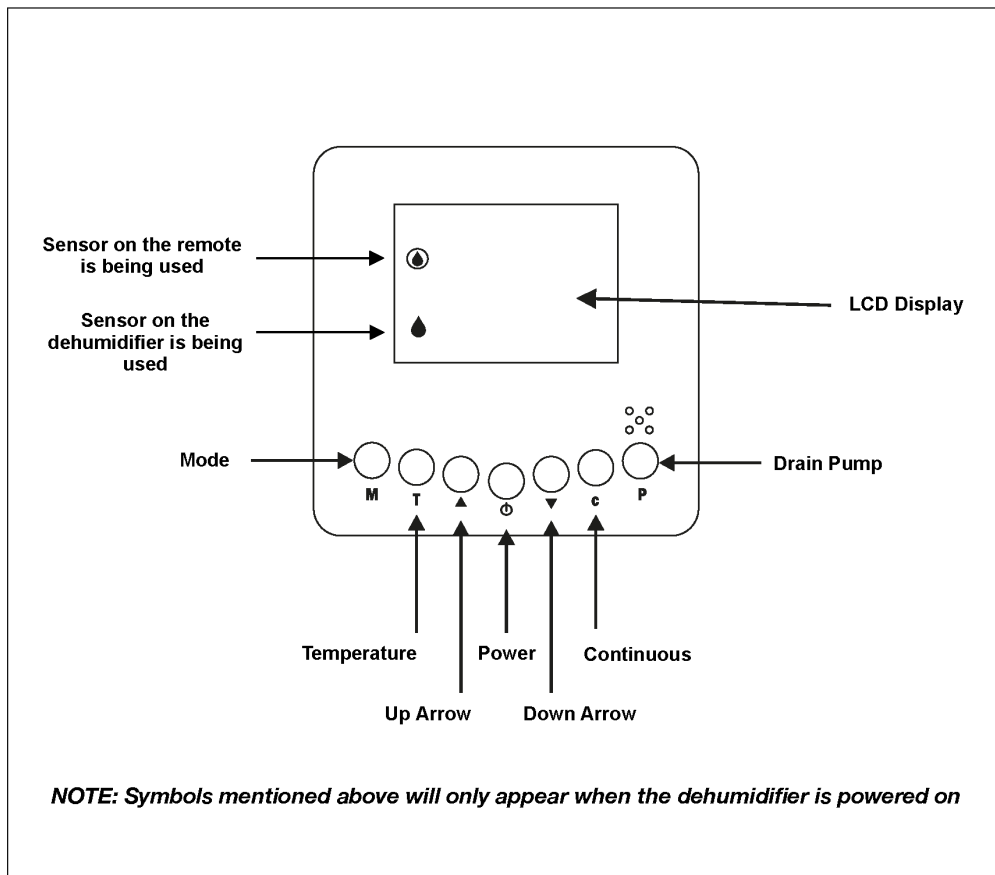 Sensor on the remote
is being used
LCD Display
Sensor on the
dehumidifier is being
used
Mode
Drain Pump
M
T
▲
⏻
▼
c
P
Temperature
Power
Continuous
Up Arrow
Down Arrow
NOTE: Symbols mentioned above will only appear when the dehumidifier is powered on